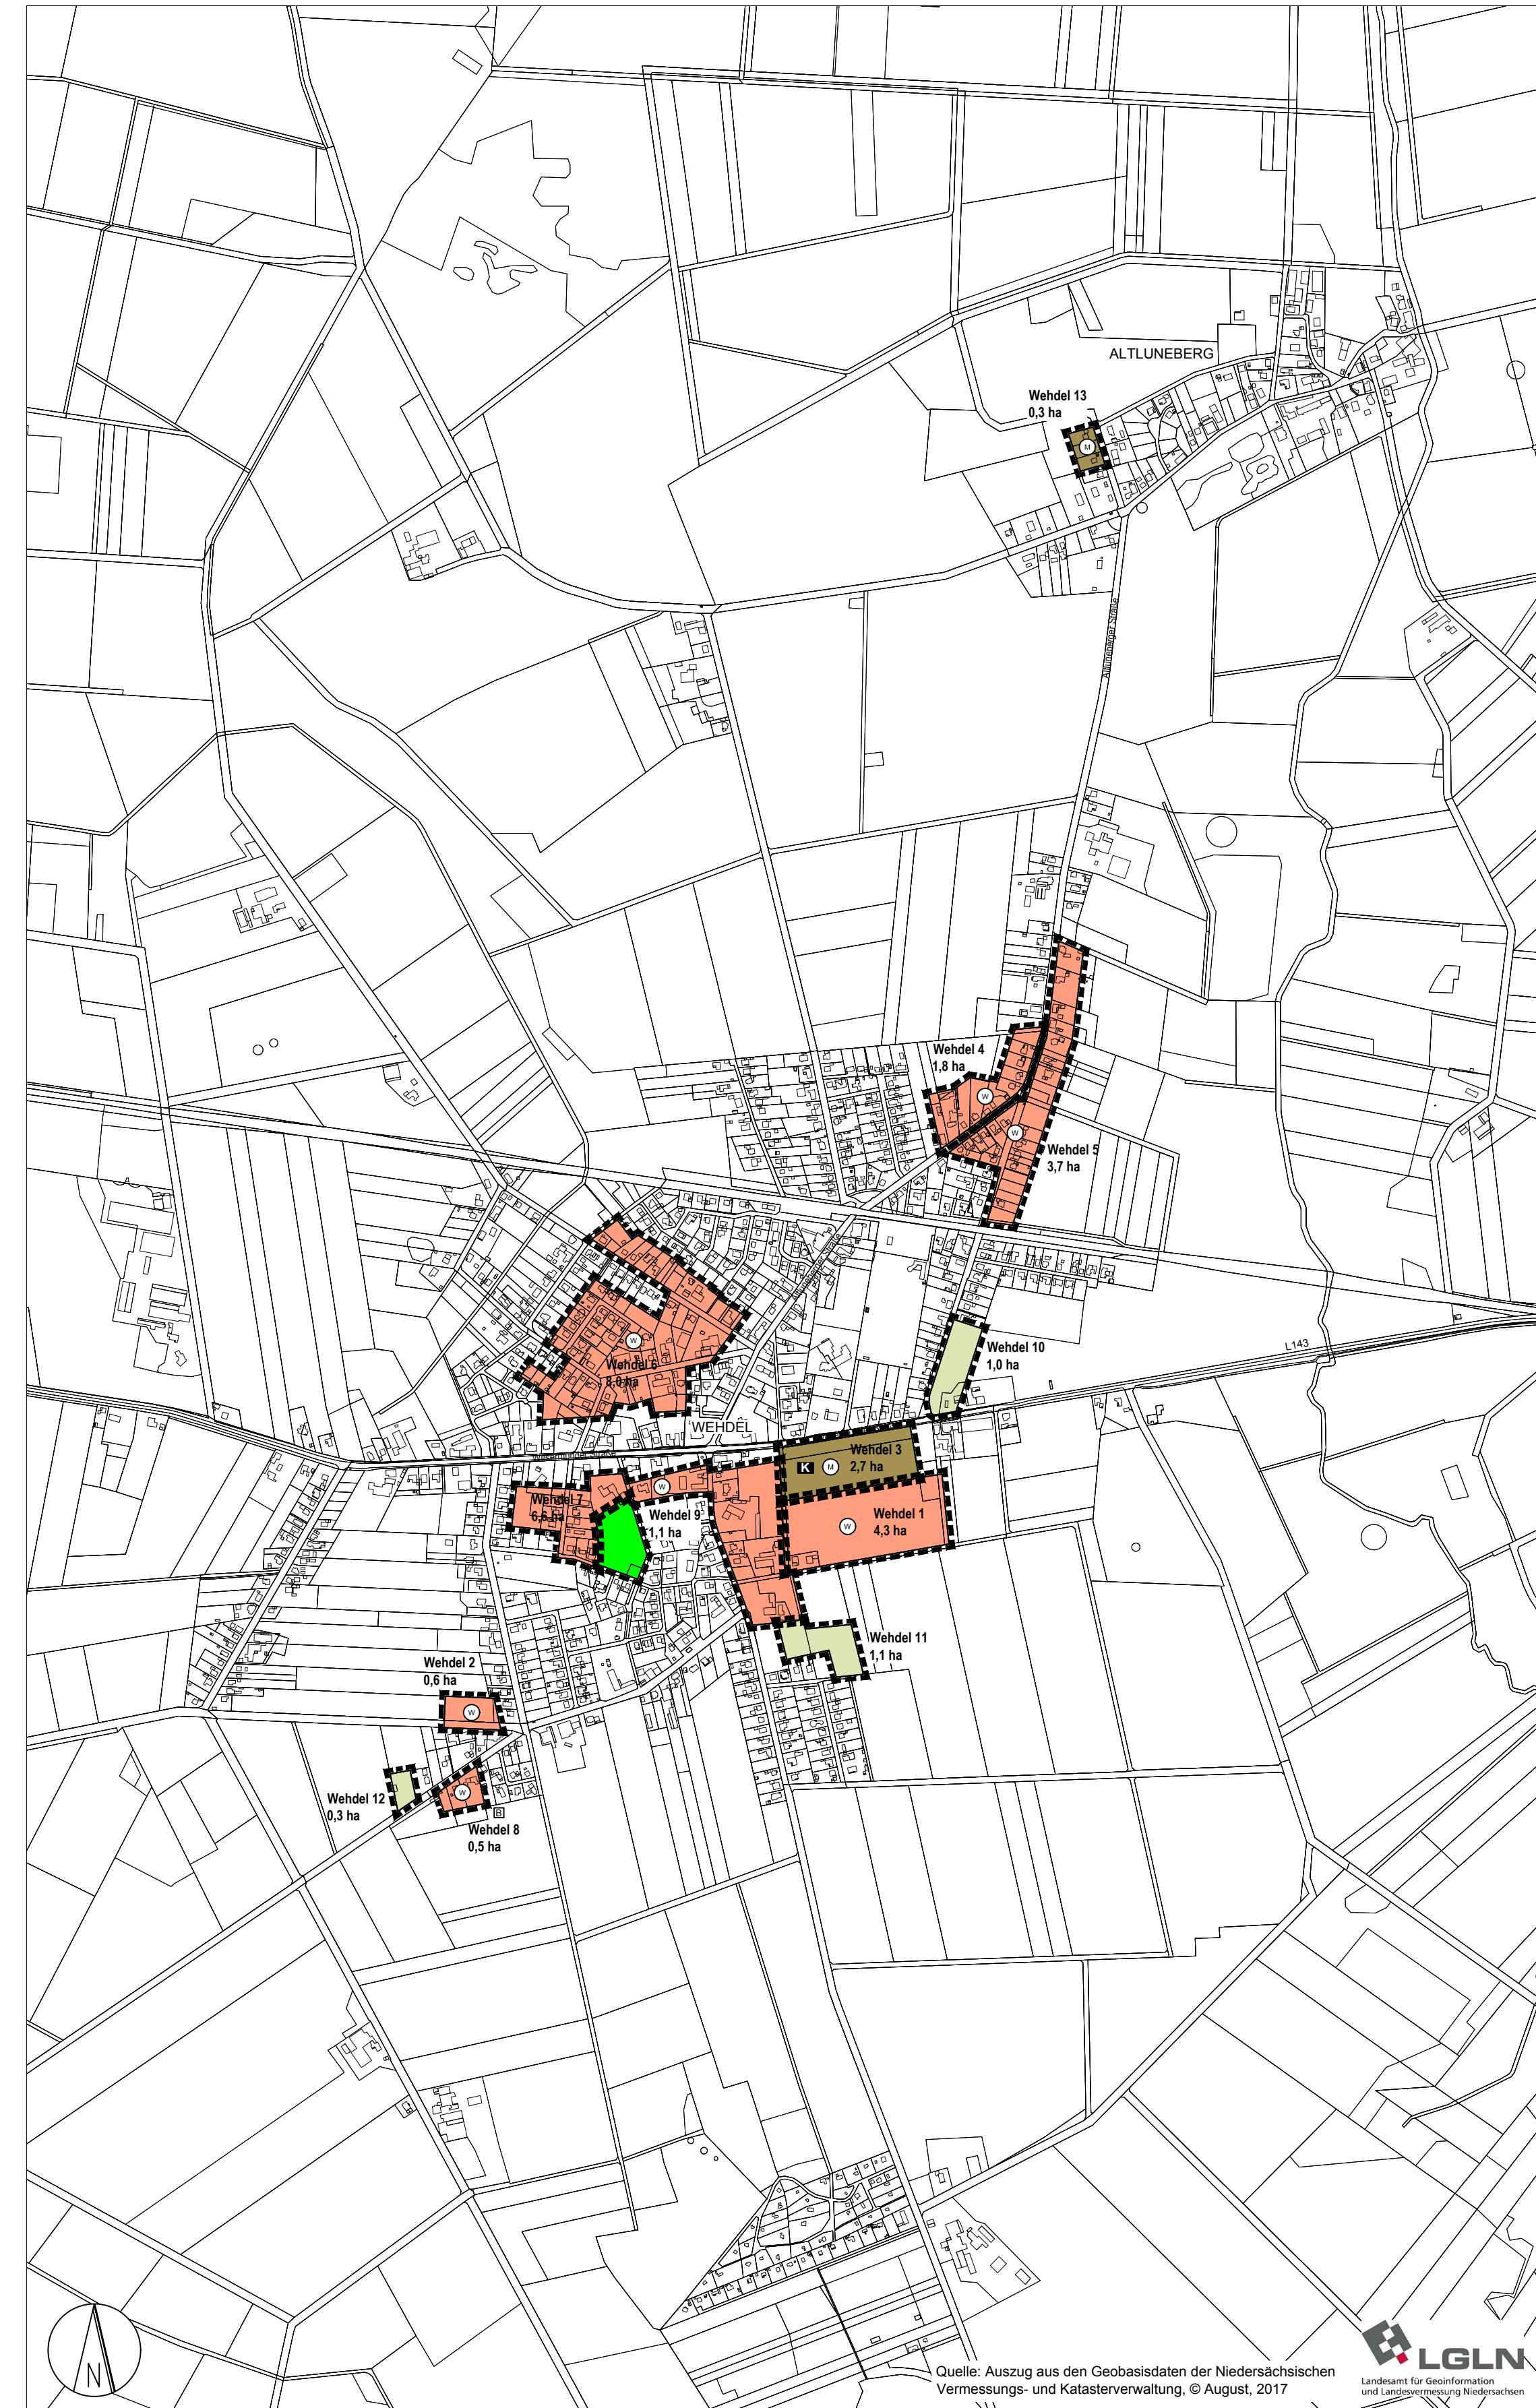 ALTLUNEBERG
Wehdel 13
0,3 ha
M
Altluneberger Straße
Wehdel 4
1,8 ha
W
W
Wehdel 5
3,7 ha
W
Wehdel 6
8,0 ha
Wehdel 10
1,0 ha
L143
WEHDEL
Wehdel 3
2,7 ha
K
M
W
Wehdel 7
6,6 ha
Wehdel 9
1,1 ha
Wehdel 1
4,3 ha
W
Wehdel 11
1,1 ha
Wehdel 2
0,6 ha
W
Wehdel 12
0,3 ha
W
B
Wehdel 8
0,5 ha
N
Quelle: Auszug aus den Geobasisdaten der Niedersächsischen
Vermessungs- und Katasterverwaltung, © August, 2017
LGLN
Landesamt für Geoinformation
und Landesvermessung Niedersachsen